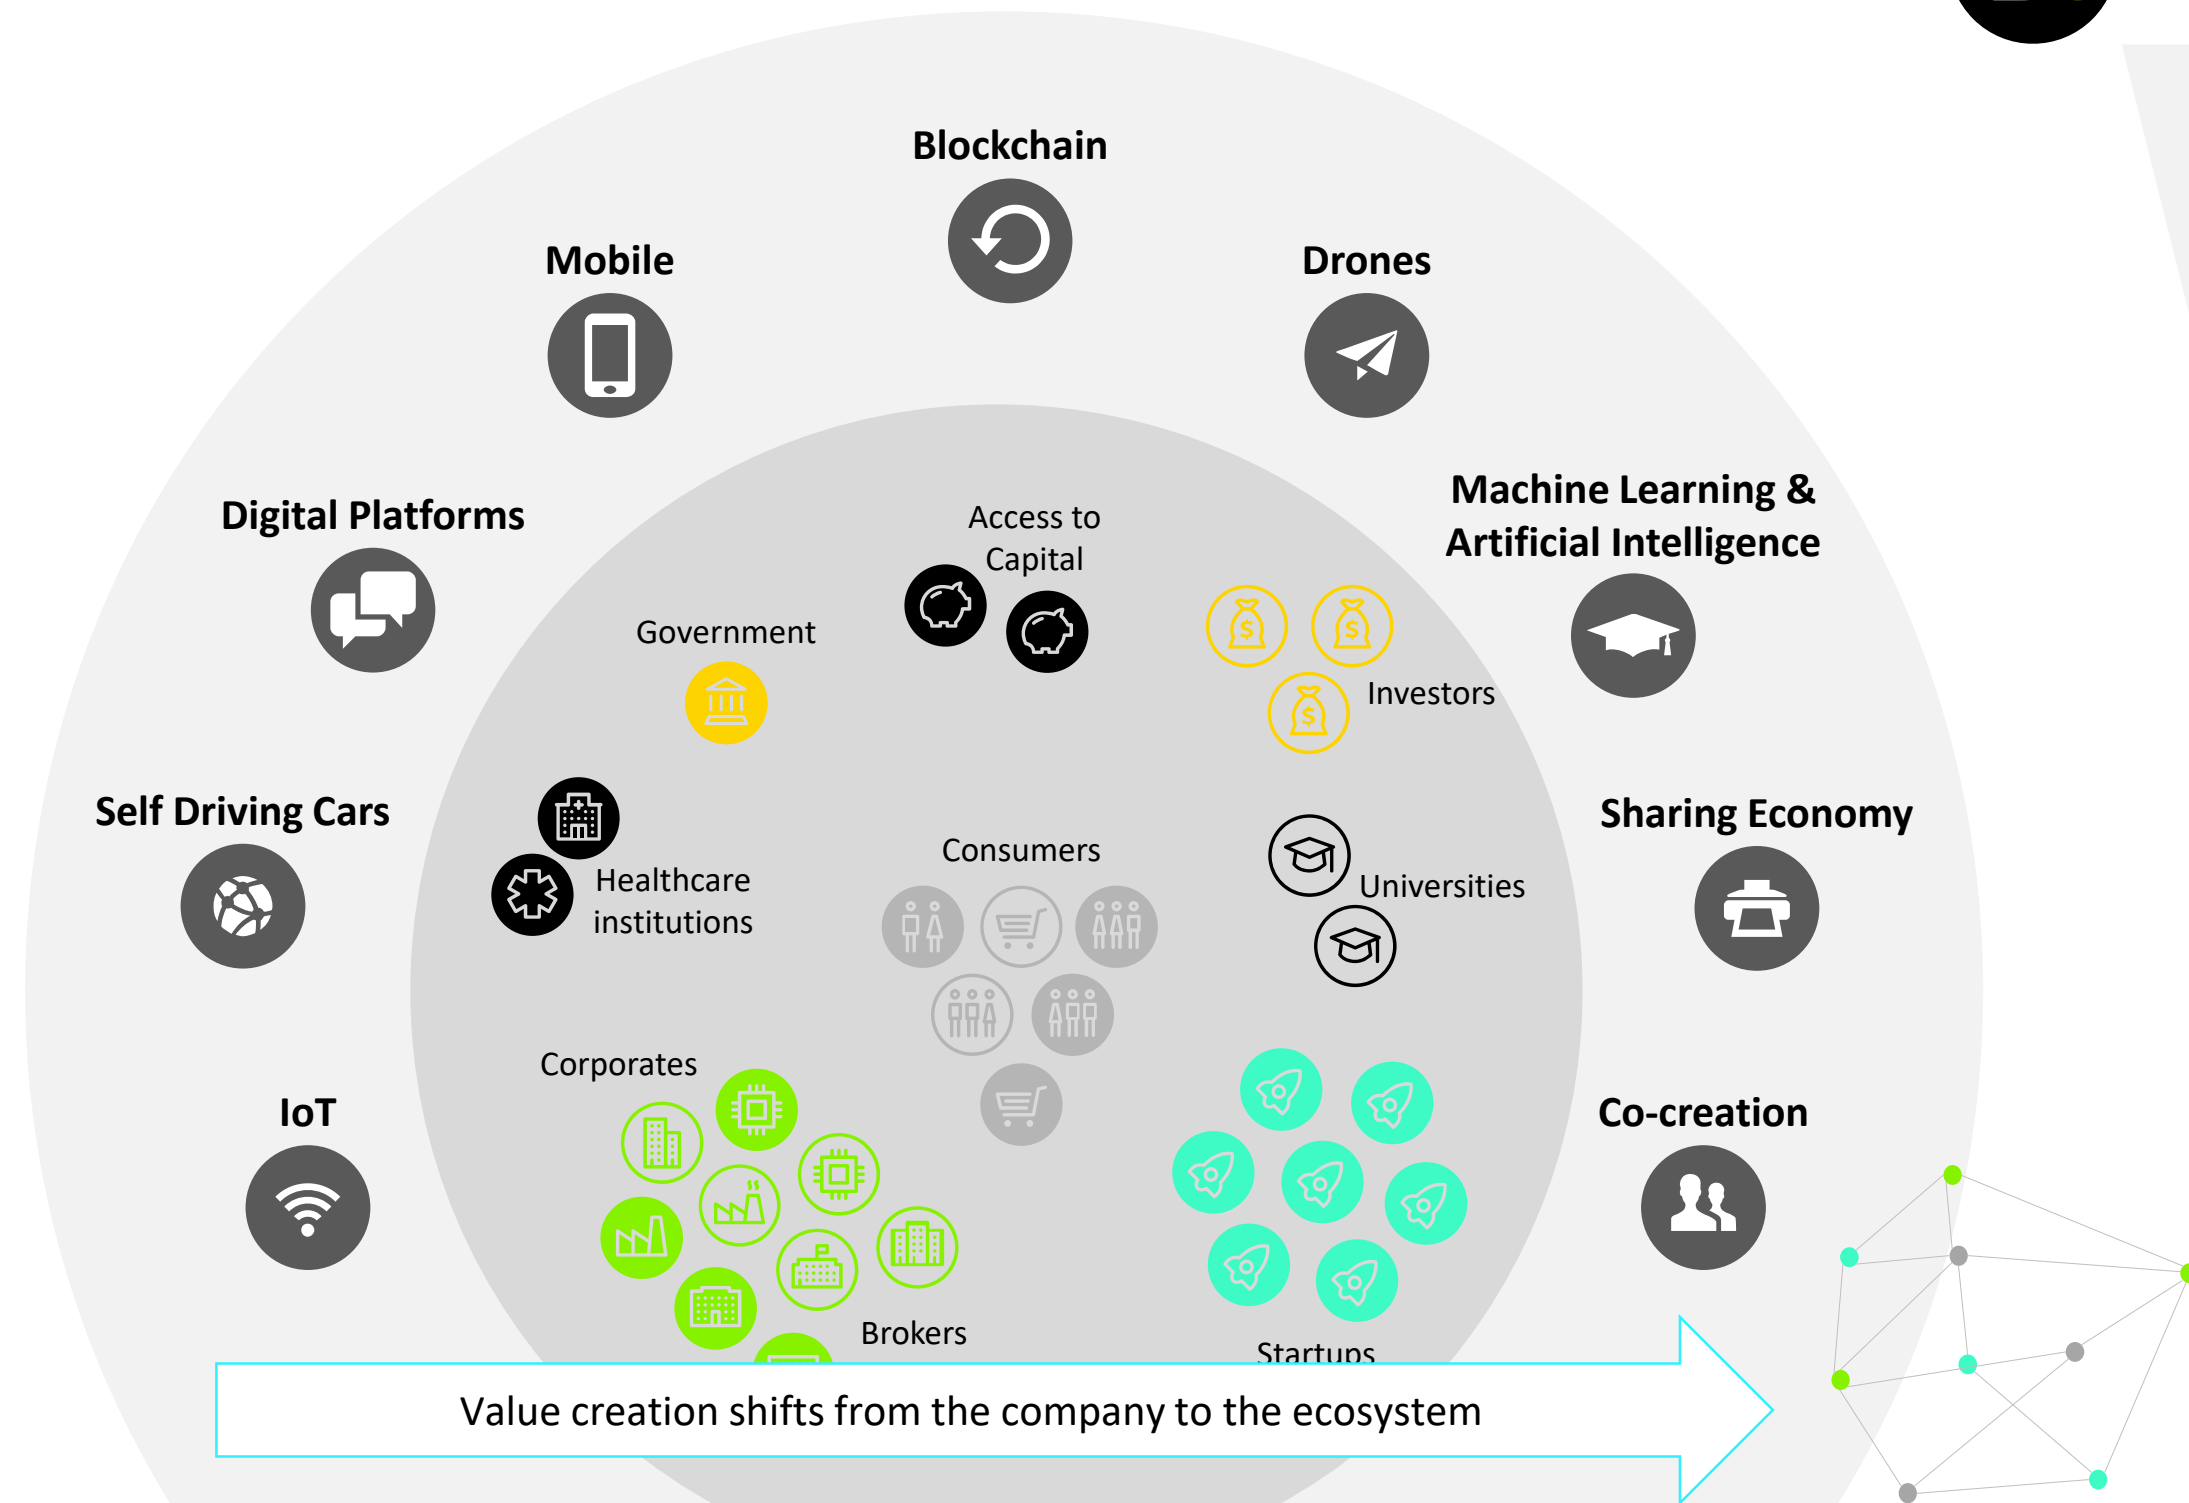 Blockchain
Mobile
Drones
Digital Platforms
Machine Learning &
Artificial Intelligence
Access to
Capital
Government
Investors
Self Driving Cars
Sharing Economy
Healthcare
institutions
Consumers
Universities
Corporates
IoT
Co-creation
Brokers
Startups
Value creation shifts from the company to the ecosystem